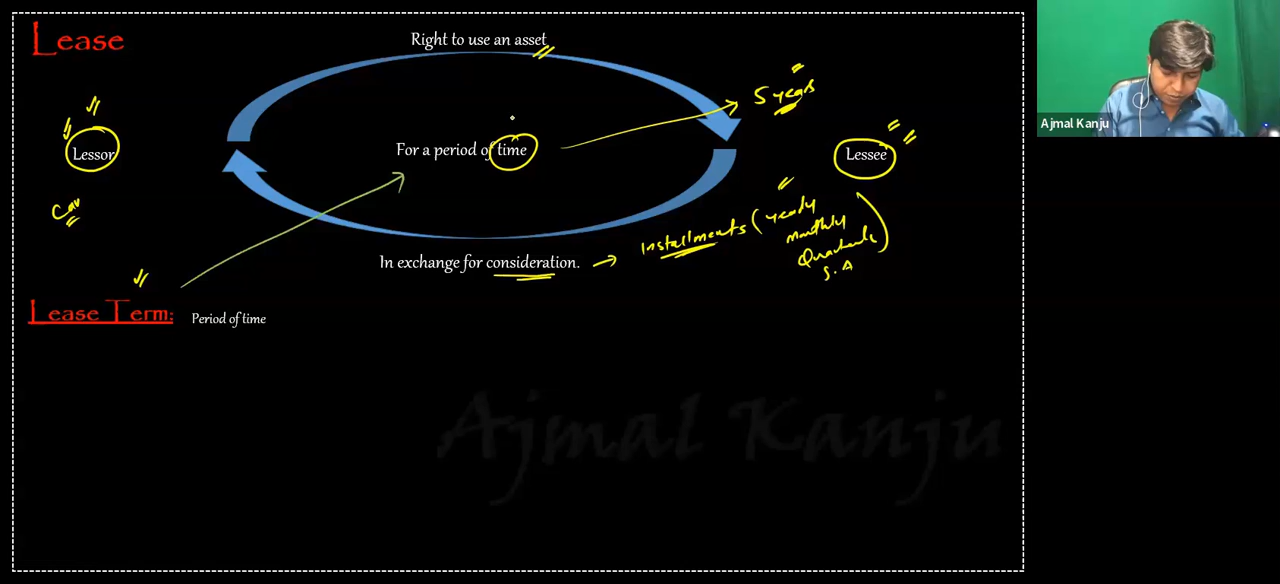 Lease
Right to use an asset
5 years
Lessor
For a period of time
Lessee
Car
Installments (yearly
monthly
Quarterly
S.A)
In exchange for consideration.
Lease Term: Period of time
Ajmal Kanju
Ajmal Kanju